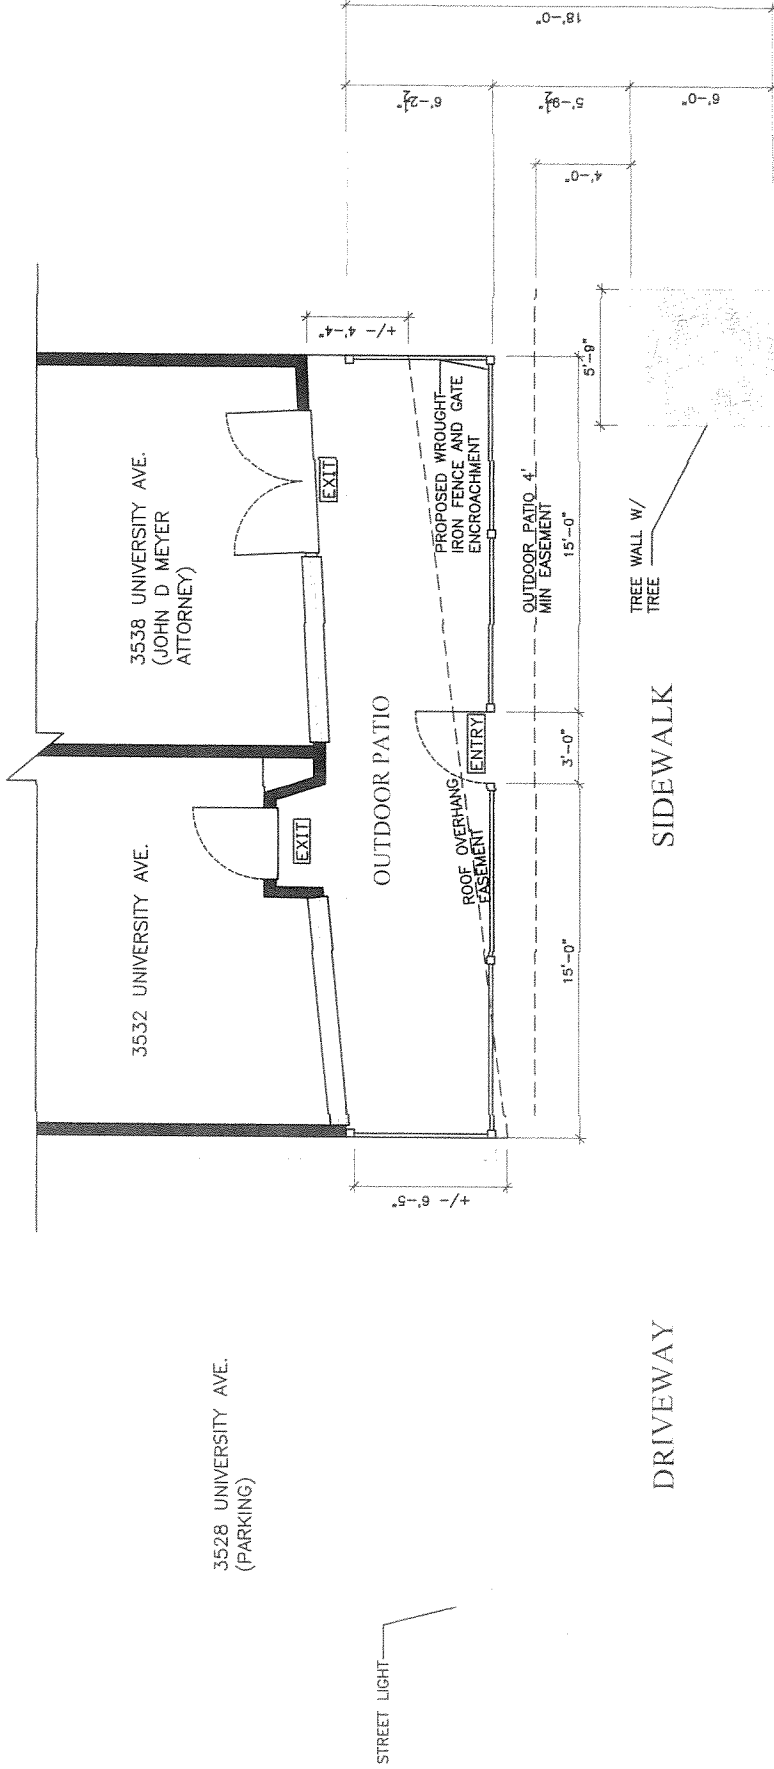 3528 UNIVERSITY AVE.
(PARKING)
STREET LIGHT
DRIVEWAY
3532 UNIVERSITY AVE.
EXIT
3538 UNIVERSITY AVE.
(JOHN D MEYER
ATTORNEY)
EXIT
OUTDOOR PATIO
ROOF OVERHANG
EASEMENT
ENTRY
PROPOSED WROUGHT
IRON FENCE AND GATE
ENCROACHMENT
OUTDOOR PATIO 4'
MIN EASEMENT
15'-0"
3'-0"
15'-0"
+/- 6'-5"
+/- 4'-4"
5'-9"
TREE WALL W/
TREE
SIDEWALK
4'-0"
6'-2½"
5'-9½"
6'-0"
18'-0"